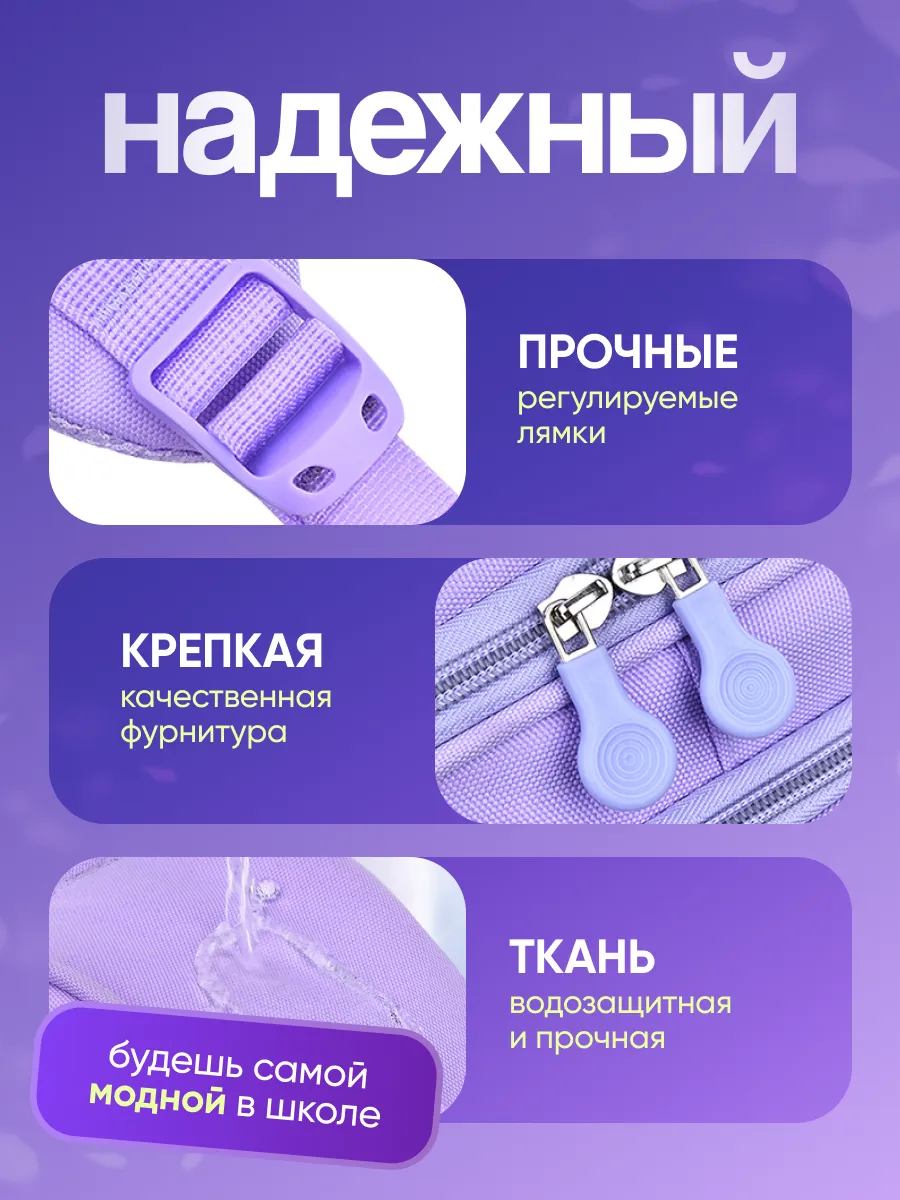 надежный
ПРОЧНЫЕ
регулируемые
лямки
КРЕПКАЯ
качественная
фурнитура
ТКАНЬ
водозащитная
и прочная
будешь самой
модной в школе